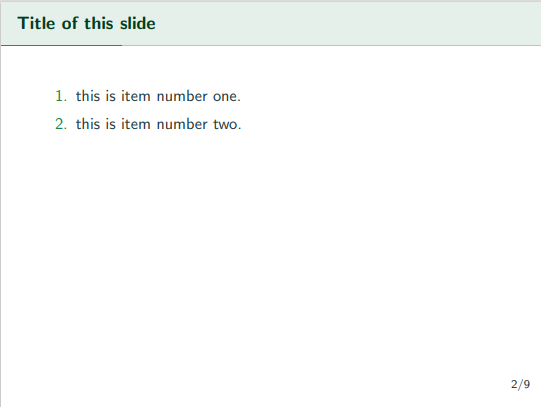 Title of this slide
1. this is item number one.
2. this is item number two.
2/9